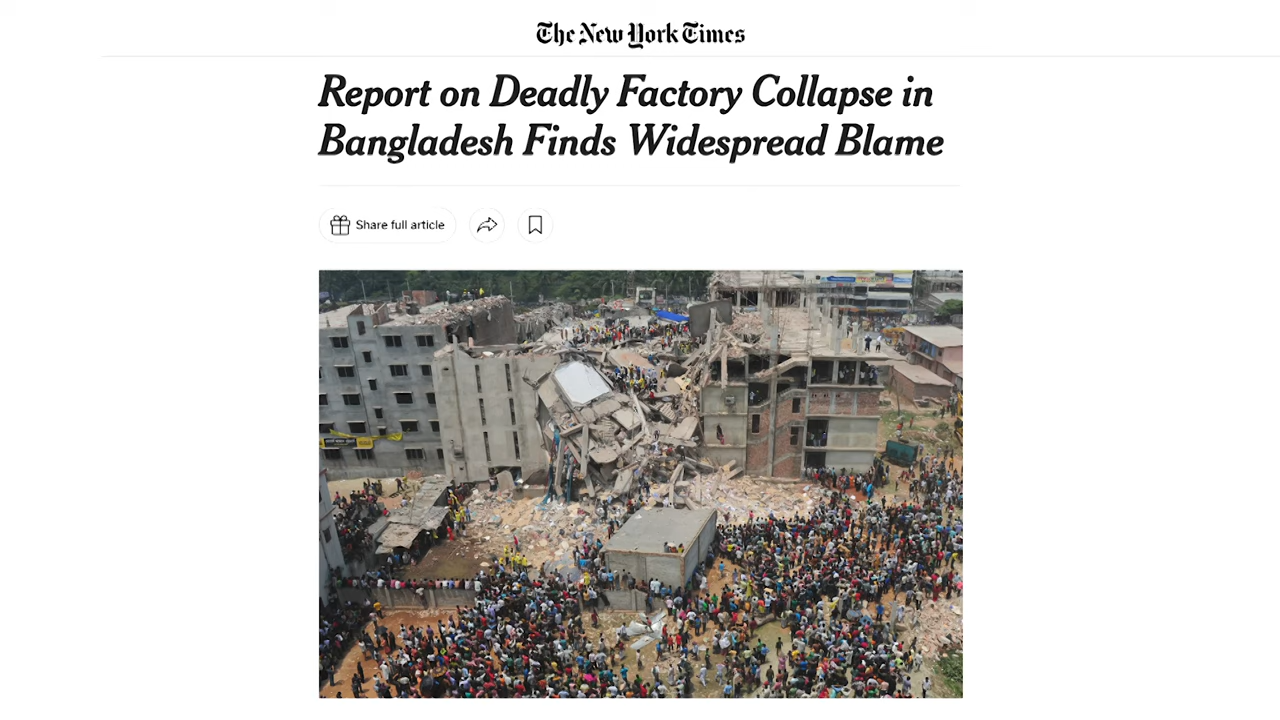 The New York Times
Report on Deadly Factory Collapse in
Bangladesh Finds Widespread Blame
Share full article